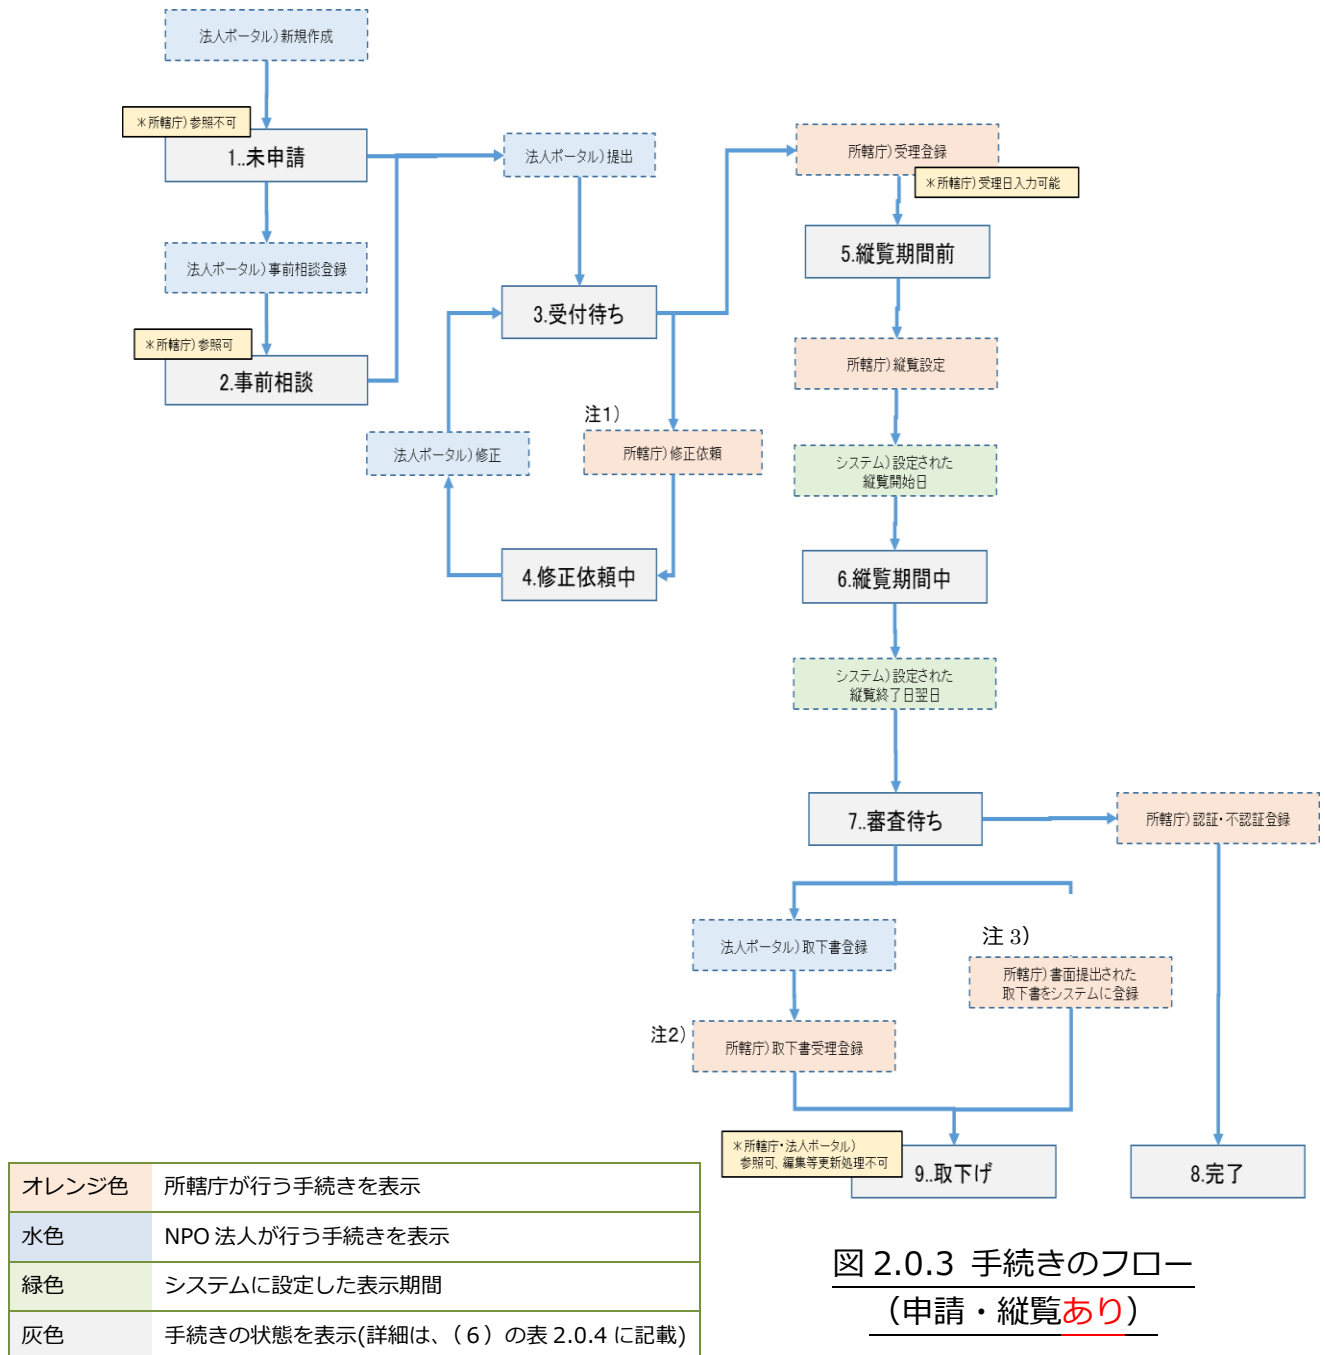 法人ポータル)新規作成
＊所轄庁)参照不可
1..未申請
法人ポータル)提出
所轄庁)受理登録
＊所轄庁)受理日入力可能
法人ポータル)事前相談登録
5.縦覧期間前
3.受付待ち
＊所轄庁)参照可
2.事前相談
所轄庁)縦覧設定
注1)
法人ポータル)修正
所轄庁)修正依頼
システム)設定された
縦覧開始日
4.修正依頼中
6.縦覧期間中
システム)設定された
縦覧終了日翌日
7..審査待ち
所轄庁)認証・不認証登録
法人ポータル)取下書登録
注 3)
所轄庁)書面提出された
取下書をシステムに登録
注2)
所轄庁)取下書受理登録
＊所轄庁・法人ポータル)
参照可、編集等更新処理不可
9..取下げ
8.完了
オレンジ色 所轄庁が行う手続きを表示
水色 NPO 法人が行う手続きを表示
緑色 システムに設定した表示期間
灰色 手続きの状態を表示(詳細は、（６）の表 2.0.4 に記載)
図 2.0.3 手続きのフロー
（申請・縦覧あり）